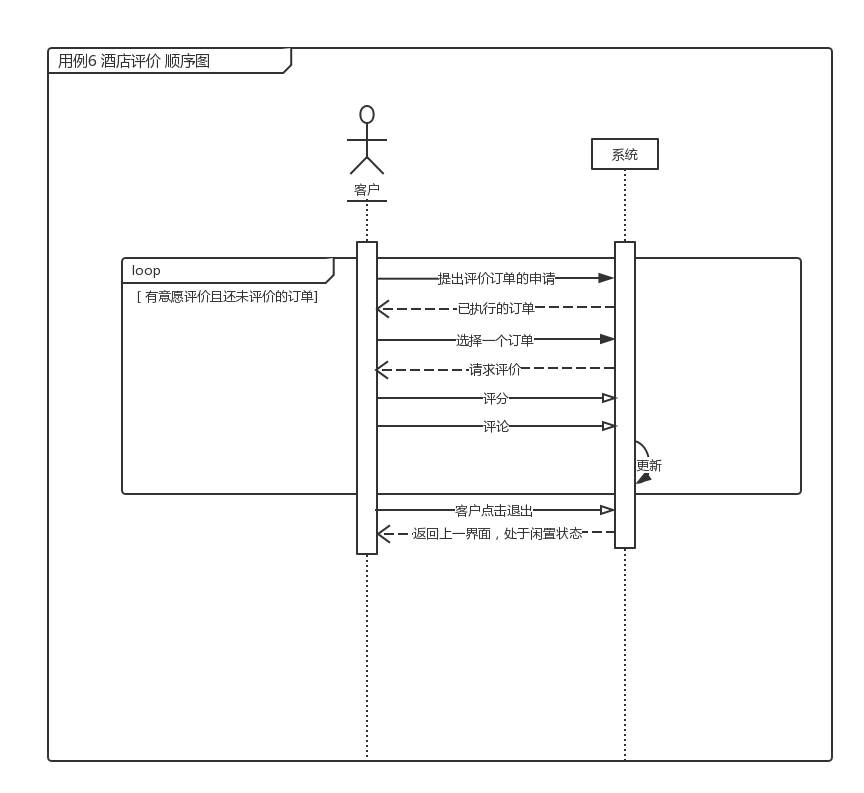 用例6 酒店评价 顺序图
客户
系统
loop
[ 有意愿评价且还未评价的订单]
提出评价订单的申请
已执行的订单
选择一个订单
请求评价
评分
评论
更新
客户点击退出
返回上一界面，处于闲置状态